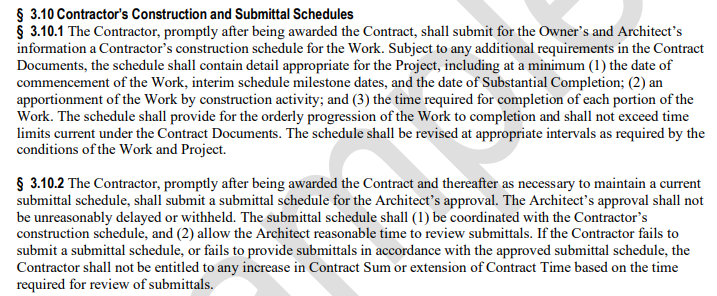 § 3.10 Contractor's Construction and Submittal Schedules
§ 3.10.1 The Contractor, promptly after being awarded the Contract, shall submit for the Owner's and Architect's
information a Contractor's construction schedule for the Work. Subject to any additional requirements in the Contract
Documents, the schedule shall contain detail appropriate for the Project, including at a minimum (1) the date of
commencement of the Work, interim schedule milestone dates, and the date of Substantial Completion; (2) an
apportionment of the Work by construction activity; and (3) the time required for completion of each portion of the
Work. The schedule shall provide for the orderly progression of the Work to completion and shall not exceed time
limits current under the Contract Documents. The schedule shall be revised at appropriate intervals as required by the
conditions of the Work and Project.
§ 3.10.2 The Contractor, promptly after being awarded the Contract and thereafter as necessary to maintain a current
submittal schedule, shall submit a submittal schedule for the Architect's approval. The Architect's approval shall not
be unreasonably delayed or withheld. The submittal schedule shall (1) be coordinated with the Contractor's
construction schedule, and (2) allow the Architect reasonable time to review submittals. If the Contractor fails to
submit a submittal schedule, or fails to provide submittals in accordance with the approved submittal schedule, the
Contractor shall not be entitled to any increase in Contract Sum or extension of Contract Time based on the time
required for review of submittals.